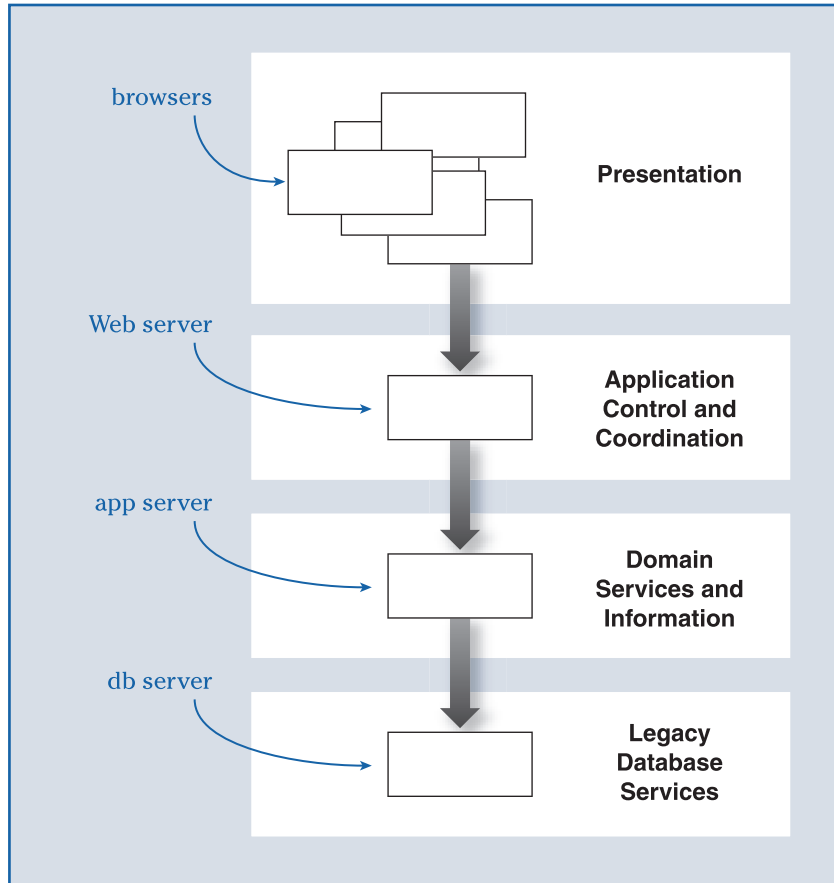 browsers
Presentation
Web server
Application
Control and
Coordination
app server
Domain
Services and
Information
db server
Legacy
Database
Services